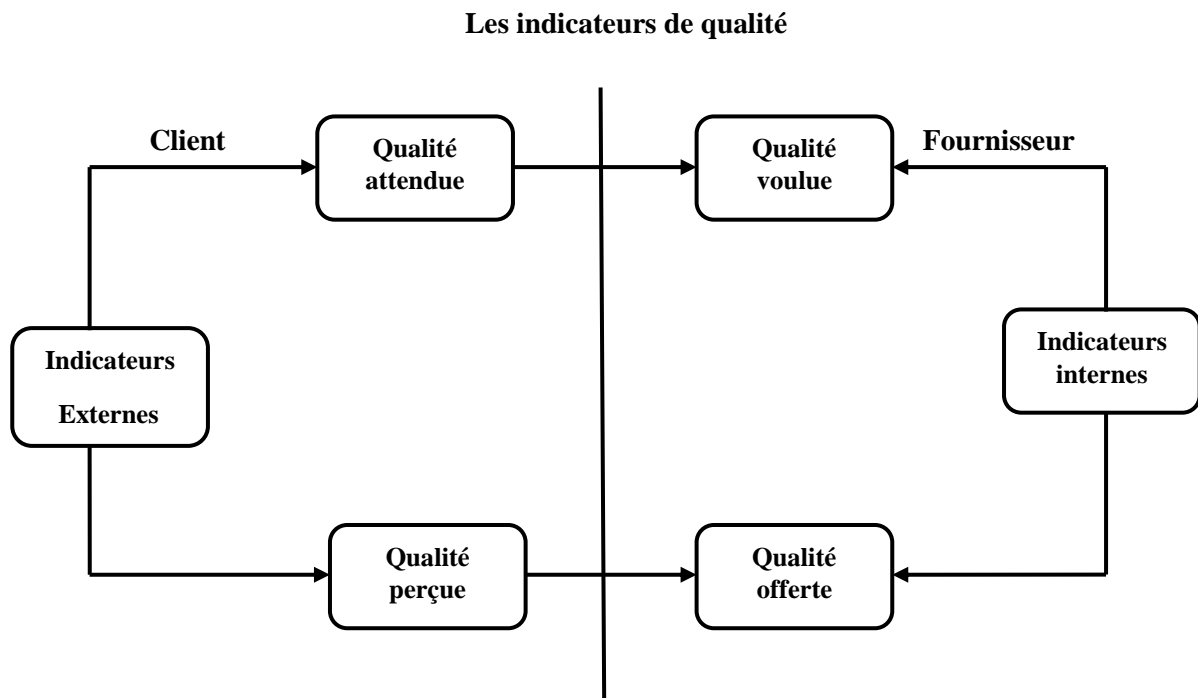 Les indicateurs de qualité
Client
Qualité
attendue
Qualité
voulue
Fournisseur
Indicateurs
Externes
Indicateurs
internes
Qualité
perçue
Qualité
offerte